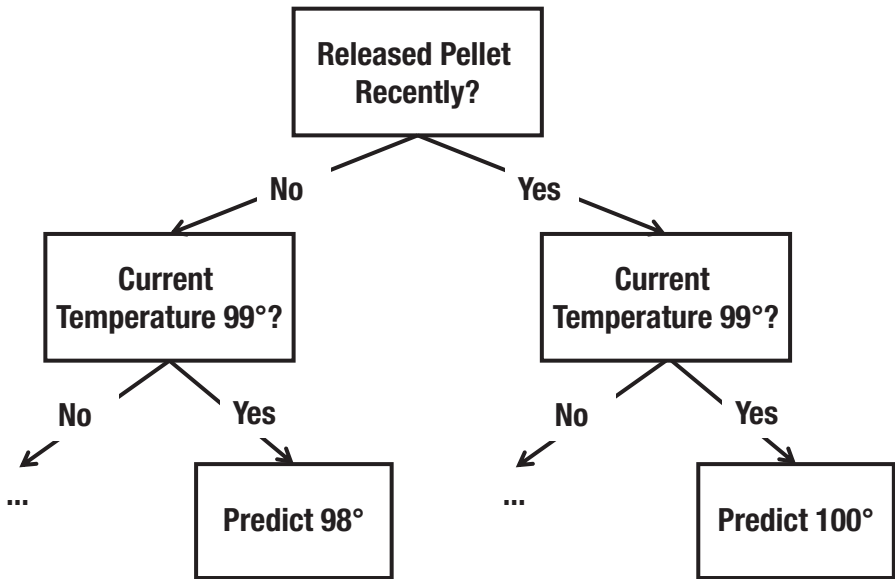 Released Pellet
Recently?
No
Yes
Current
Temperature 99°?
Current
Temperature 99°?
No
Yes
No
Yes
...
Predict 98°
...
Predict 100°